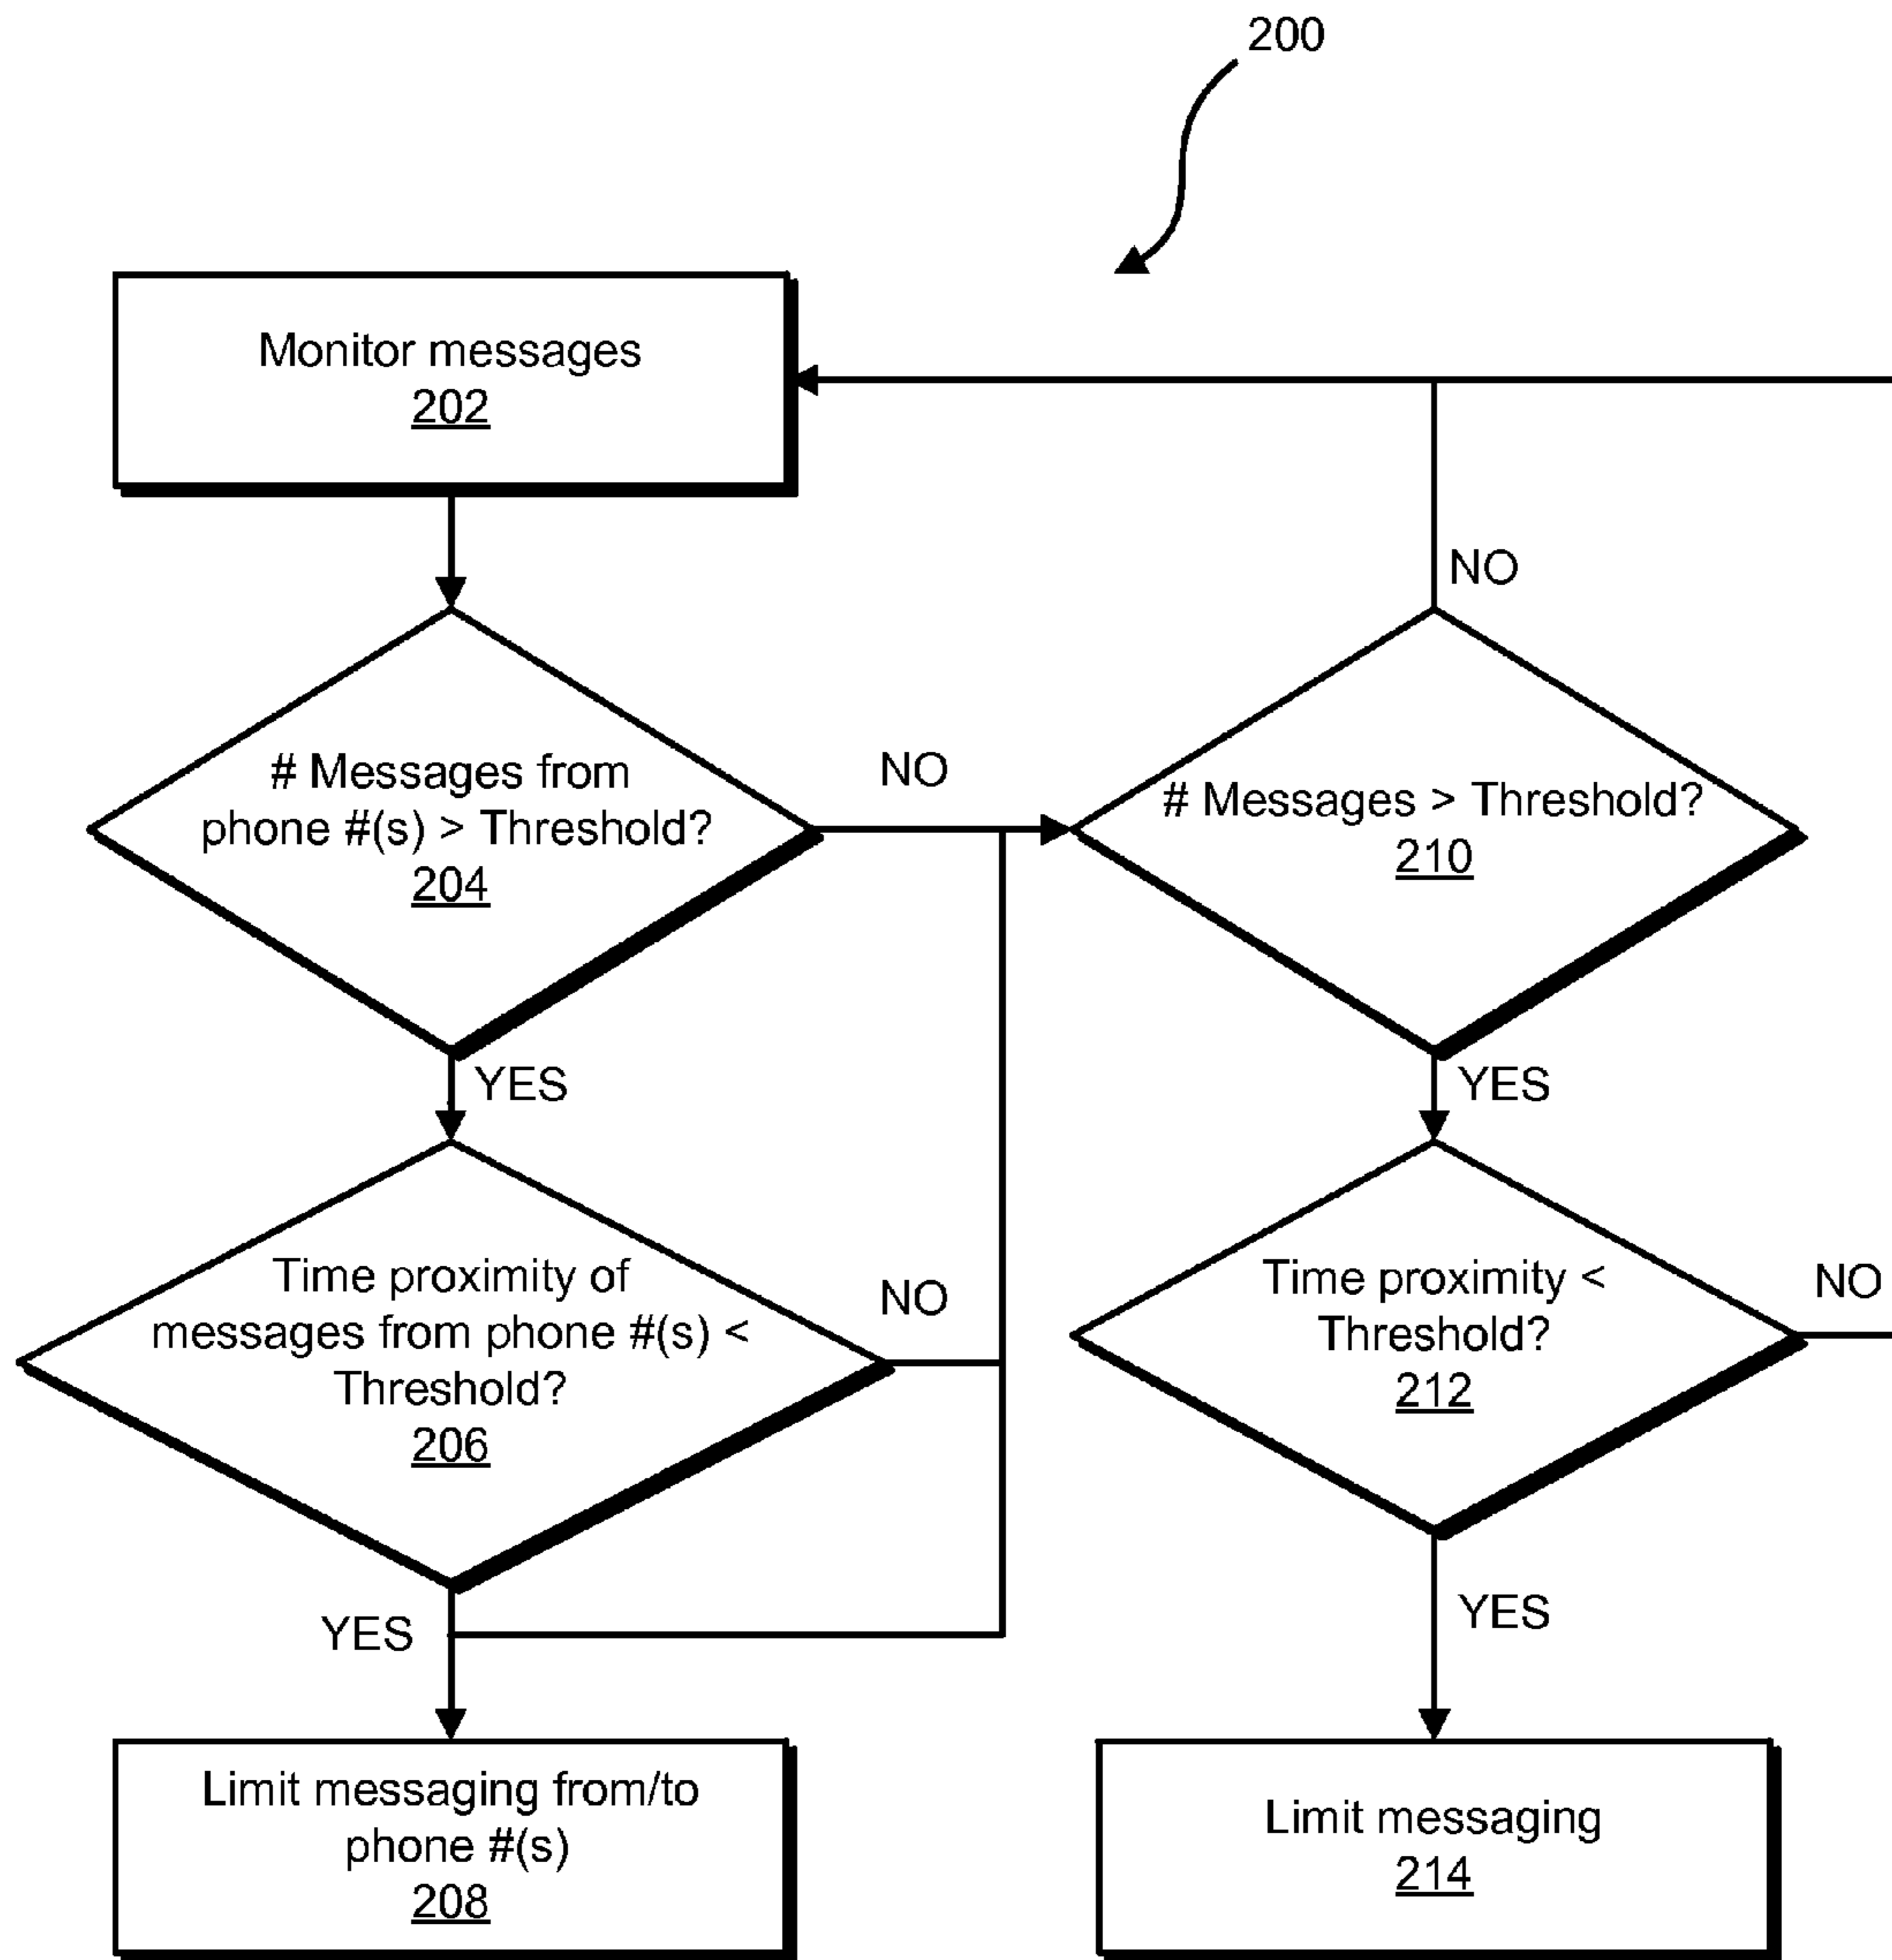 200
Monitor messages
202
NO
# Messages from
phone #(s) > Threshold?
204
NO
# Messages > Threshold?
210
YES
YES
Time proximity of
messages from phone #(s) <
Threshold?
206
NO
Time proximity <
Threshold?
212
NO
YES
YES
Limit messaging from/to
phone #(s)
208
Limit messaging
214